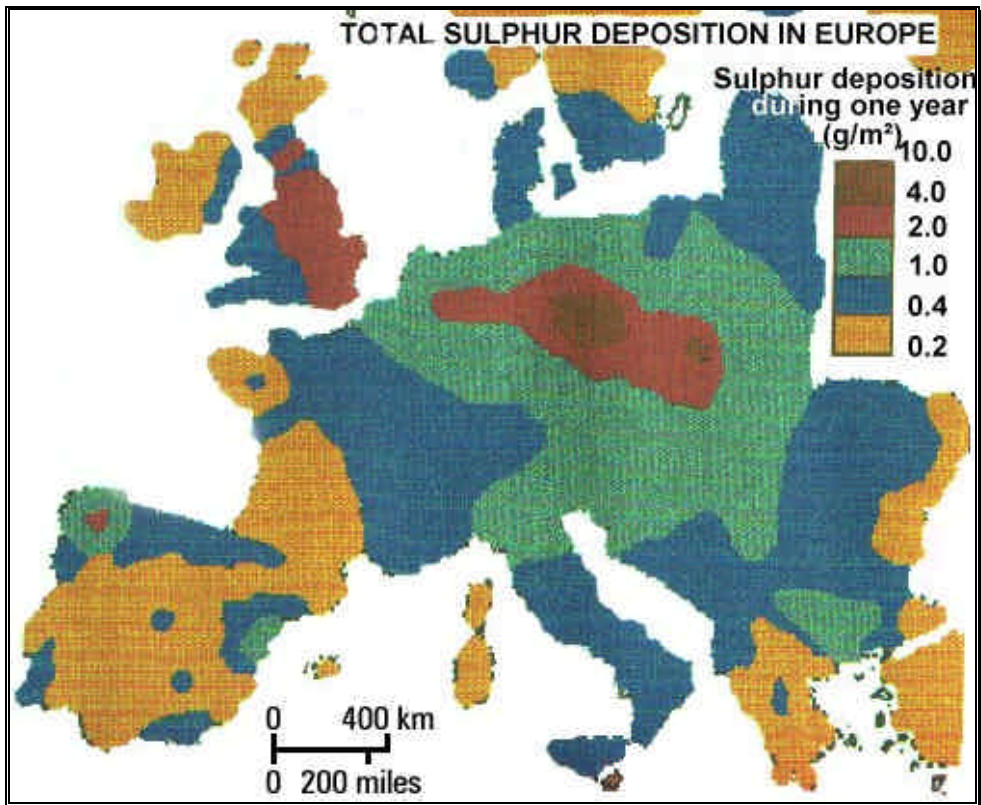 TOTAL SULPHUR DEPOSITION IN EUROPE
Sulphur deposition
during one year
(g/m²)
10.0
4.0
2.0
1.0
0.4
0.2
0 400 km
0 200 miles